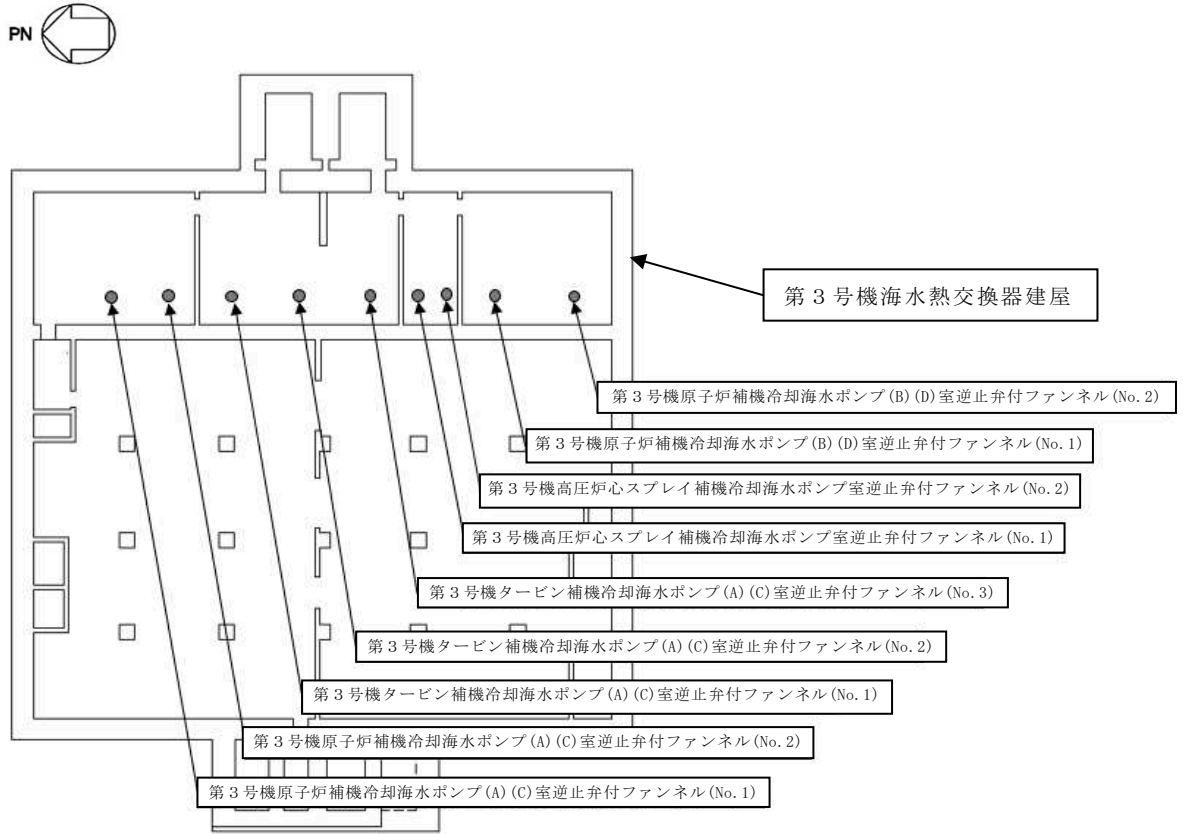 PN
第３号機海水熱交換器建屋
第３号機原子炉補機冷却海水ポンプ(B)(D)室逆止弁付ファンネル(No.2)
第３号機原子炉補機冷却海水ポンプ(B)(D)室逆止弁付ファンネル(No.1)
第３号機高圧炉心スプレイ補機冷却海水ポンプ室逆止弁付ファンネル(No.2)
第３号機高圧炉心スプレイ補機冷却海水ポンプ室逆止弁付ファンネル(No.1)
第３号機タービン補機冷却海水ポンプ(A)(C)室逆止弁付ファンネル(No.3)
第３号機タービン補機冷却海水ポンプ(A)(C)室逆止弁付ファンネル(No.2)
第３号機タービン補機冷却海水ポンプ(A)(C)室逆止弁付ファンネル(No.1)
第３号機原子炉補機冷却海水ポンプ(A)(C)室逆止弁付ファンネル(No.2)
第３号機原子炉補機冷却海水ポンプ(A)(C)室逆止弁付ファンネル(No.1)